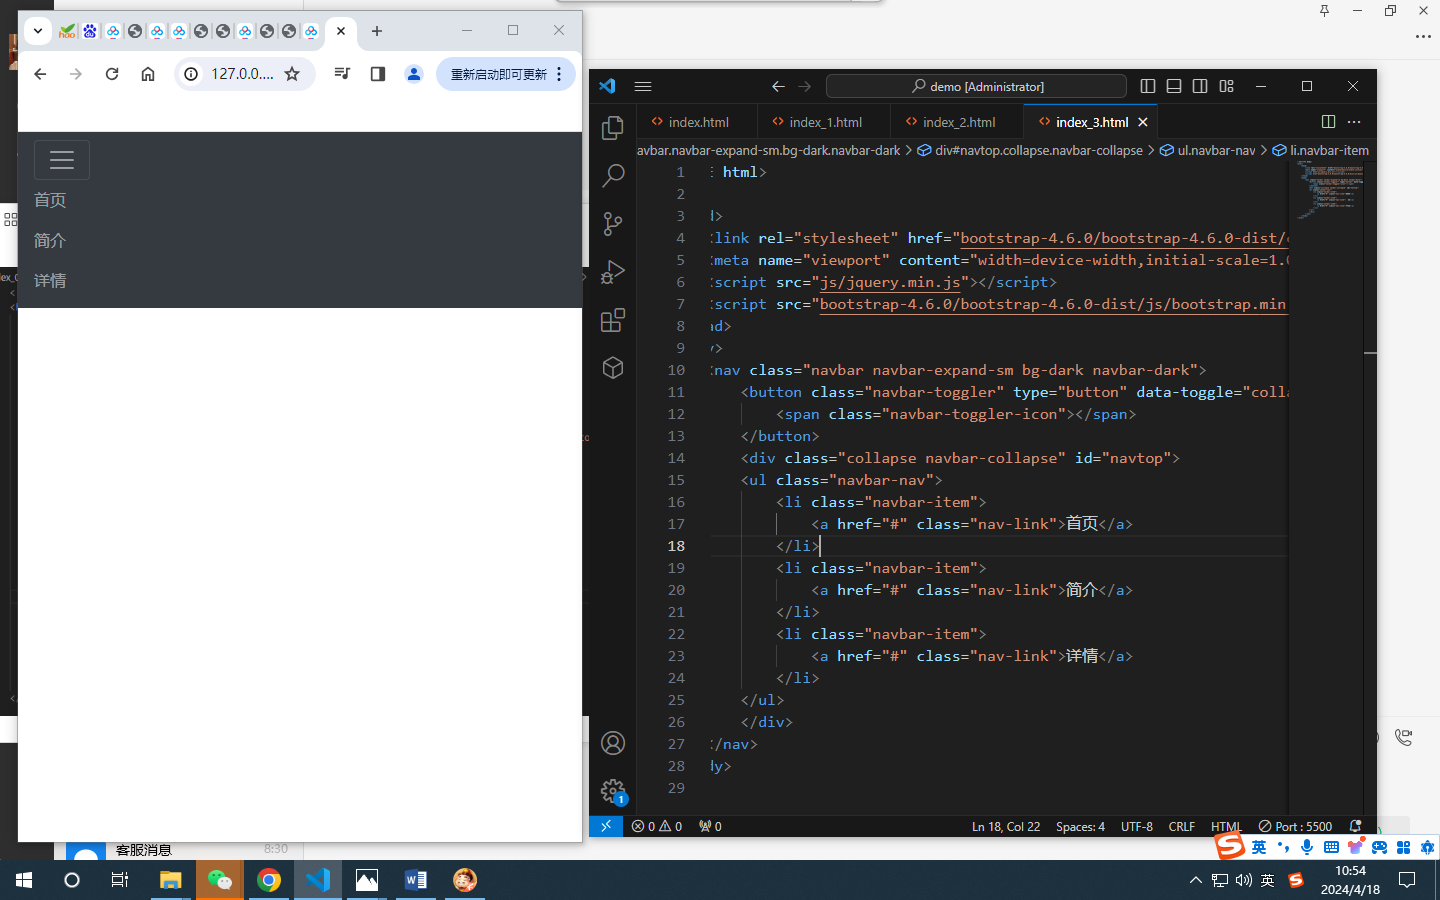 127.0.0....
重新启动即可更新
首页
简介
详情
客服消息
8:30
demo [Administrator]
index.html
index_1.html
index_2.html
index_3.html
avbar.navbar-expand-sm.bg-dark.navbar-dark > div#navtop.collapse.navbar-collapse > ul.navbar-nav > li.navbar-item
1 html>
2
3 d>
4 <link rel="stylesheet" href="bootstrap-4.6.0/bootstrap-4.6.0-dist/
5 <meta name="viewport" content="width=device-width,initial-scale=1.0
6 <script src="js/jquery.min.js"></script>
7 <script src="bootstrap-4.6.0/bootstrap-4.6.0-dist/js/bootstrap.min
8 ad>
9 y>
10 <nav class="navbar navbar-expand-sm bg-dark navbar-dark">
11 <button class="navbar-toggler" type="button" data-toggle="colla
12 <span class="navbar-toggler-icon"></span>
13 </button>
14 <div class="collapse navbar-collapse" id="navtop">
15 <ul class="navbar-nav">
16 <li class="navbar-item">
17 <a href="#" class="nav-link">首页</a>
18 </li>
19 <li class="navbar-item">
20 <a href="#" class="nav-link">简介</a>
21 </li>
22 <li class="navbar-item">
23 <a href="#" class="nav-link">详情</a>
24 </li>
25 </ul>
26 </div>
27 </nav>
28 dy>
29
1
0 0 0
Ln 18, Col 22 Spaces: 4 UTF-8 CRLF HTML Port : 5500
英
英
10:54
2024/4/18